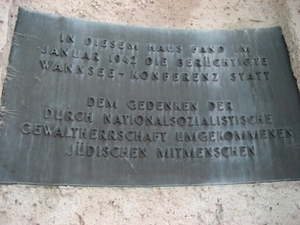 IN DIESEM HAUS FAND IM
JANUAR 1942 DIE BERÜCHTIGTE
WANNSEE-KONFERENZ STATT
DEM GEDENKEN DER
DURCH NATIONALSOZIALISTISCHE
GEWALTHERRSCHAFT UMGEKOMMENEN
JÜDISCHEN MITMENSCHEN